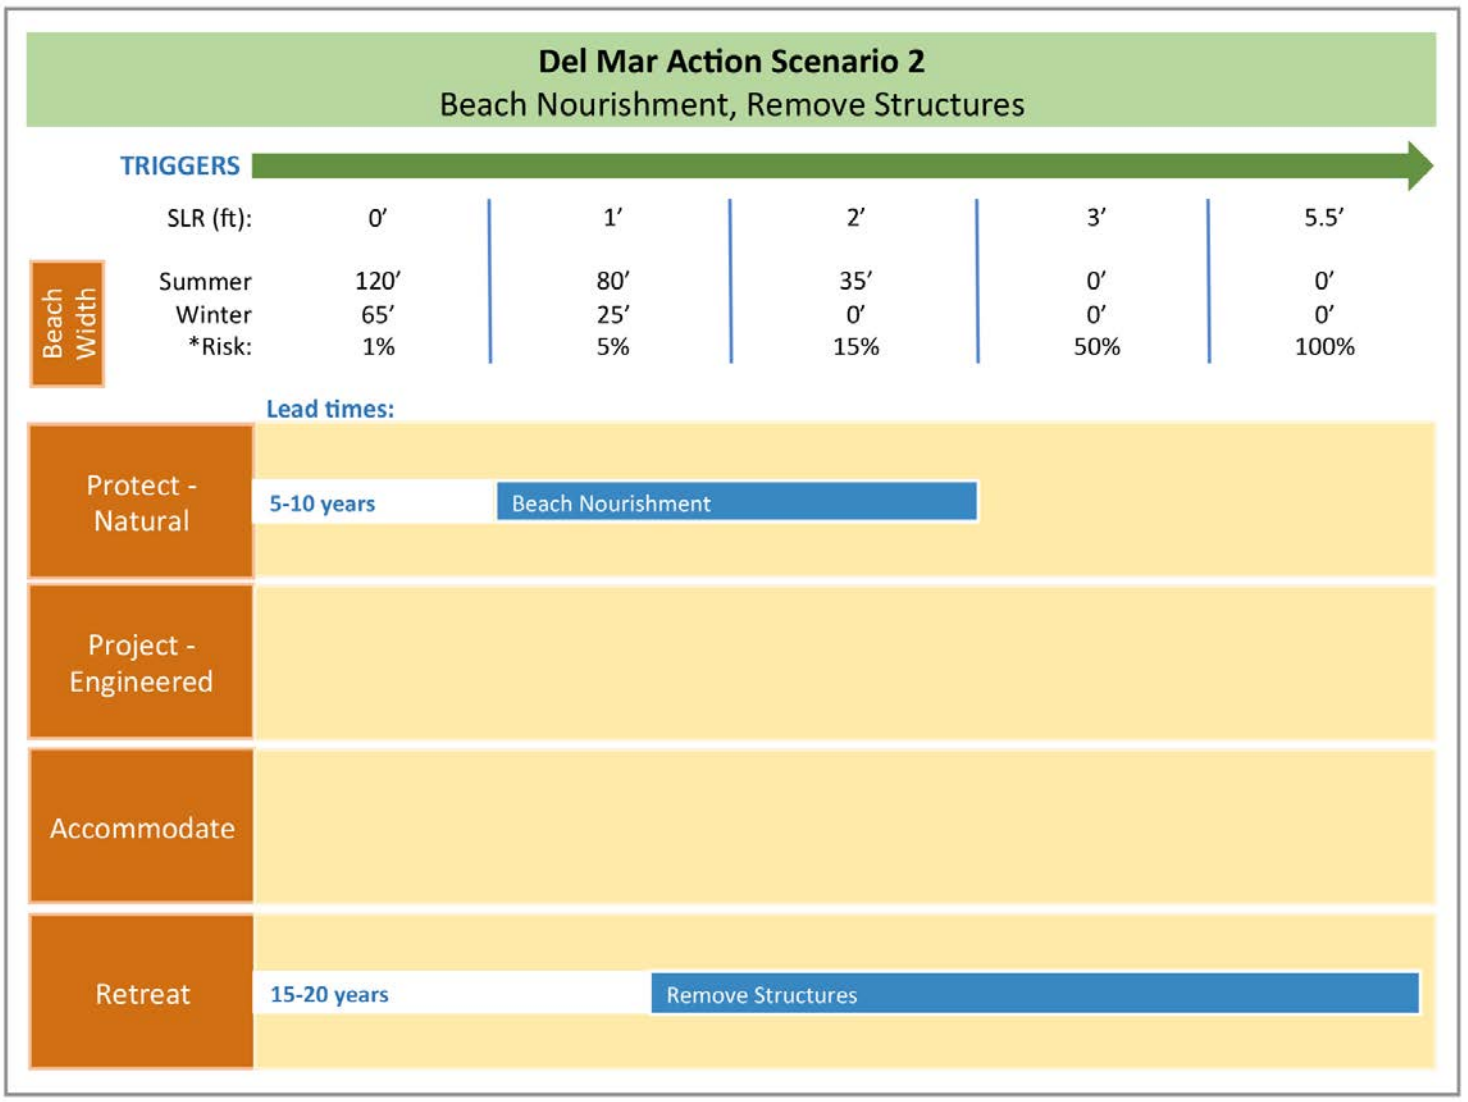 Del Mar Action Scenario 2
Beach Nourishment, Remove Structures
TRIGGERS
SLR (ft): 0’ 1’ 2’ 3’ 5.5’
Beach
Width
Summer 120’ 80’ 35’ 0’ 0’
Winter 65’ 25’ 0’ 0’ 0’
*Risk: 1% 5% 15% 50% 100%
Lead times:
Protect -
Natural
5-10 years Beach Nourishment
Project -
Engineered
Accommodate
Retreat 15-20 years Remove Structures